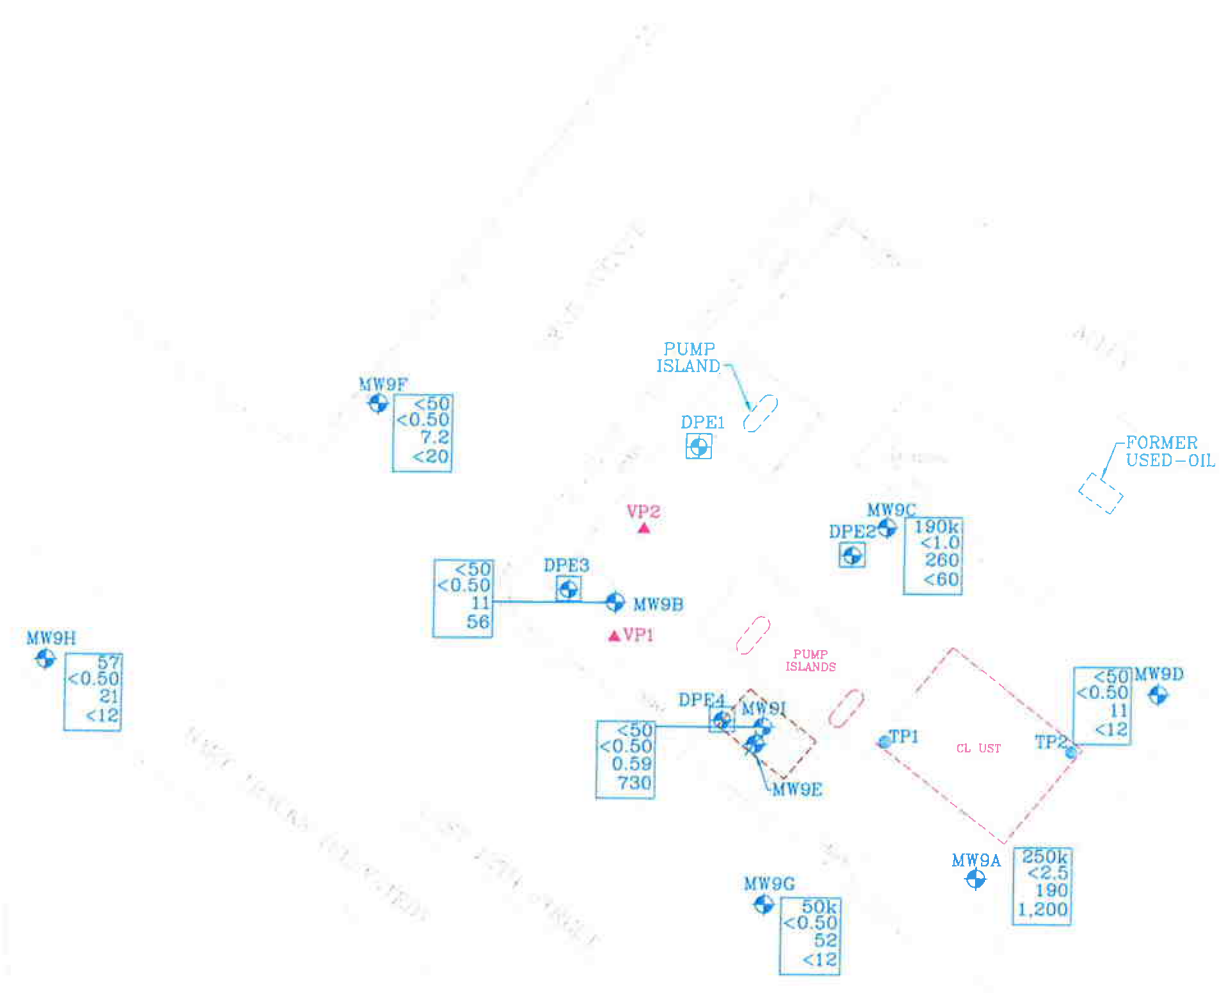 PUMP
ISLAND
MW9F
<50
<0.50
7.2
<20
DPE1
FORMER
USED-OIL
VP2
MW9C
190k
<1.0
260
<60
DPE2
<50
<0.50
11
56
DPE3
MW9B
VP1
MW9H
57
<0.50
21
<12
PUMP
ISLANDS
<50
<0.50
11
<12
MW9D
DPE4
MW9I
<50
<0.50
0.59
730
TP1
CL UST
TP2
MW9E
MW9A
250k
<2.5
190
1,200
MW9G
50k
<0.50
52
<12